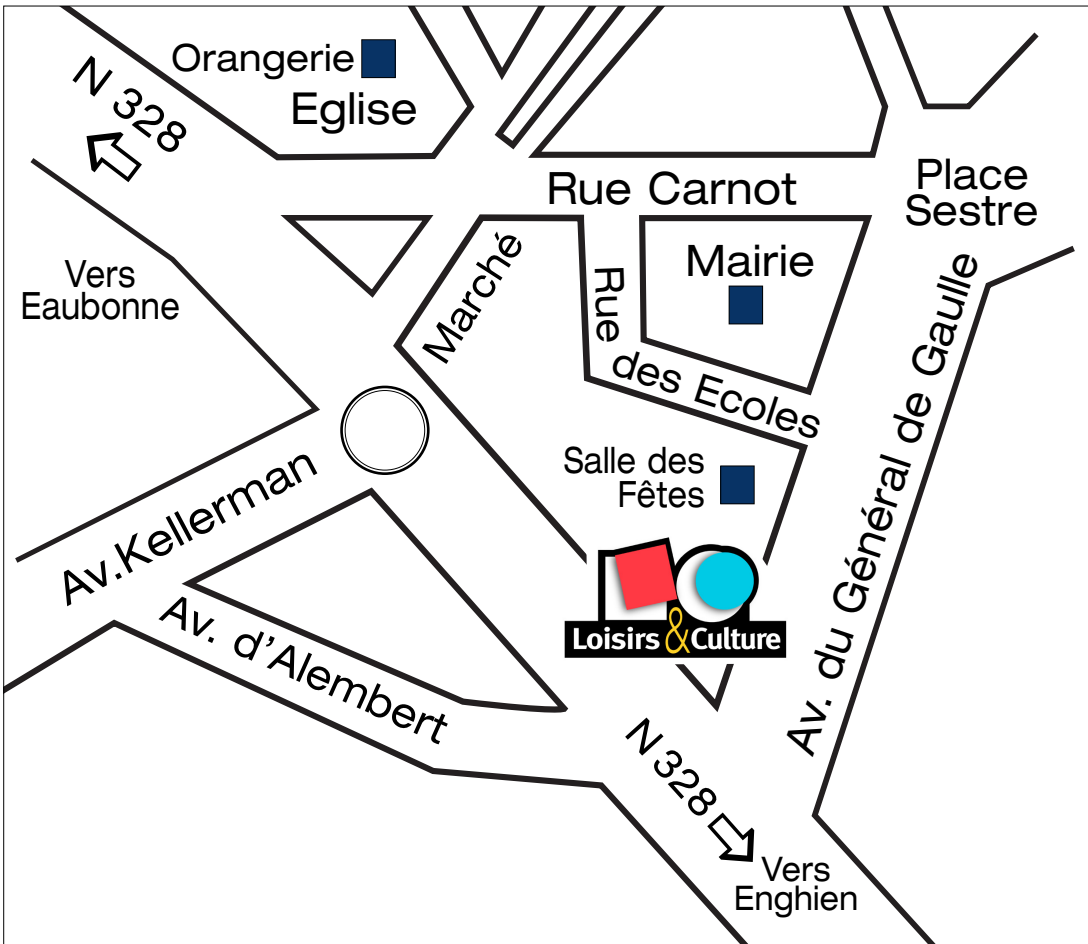 Orangerie
Eglise
N 328
Rue Carnot
Place
Sestre
Vers
Eaubonne
Marché
Rue
des Ecoles
Mairie
Av. du Général de Gaulle
Salle des
Fêtes
Av.Kellerman
Loisirs & Culture
Av. d'Alembert
N 328
Vers
Enghien